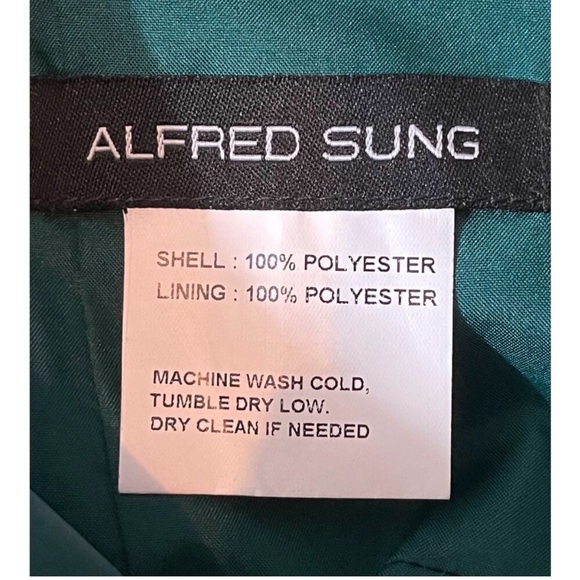 ALFRED SUNG
SHELL : 100% POLYESTER
LINING : 100% POLYESTER
MACHINE WASH COLD,
TUMBLE DRY LOW.
DRY CLEAN IF NEEDED